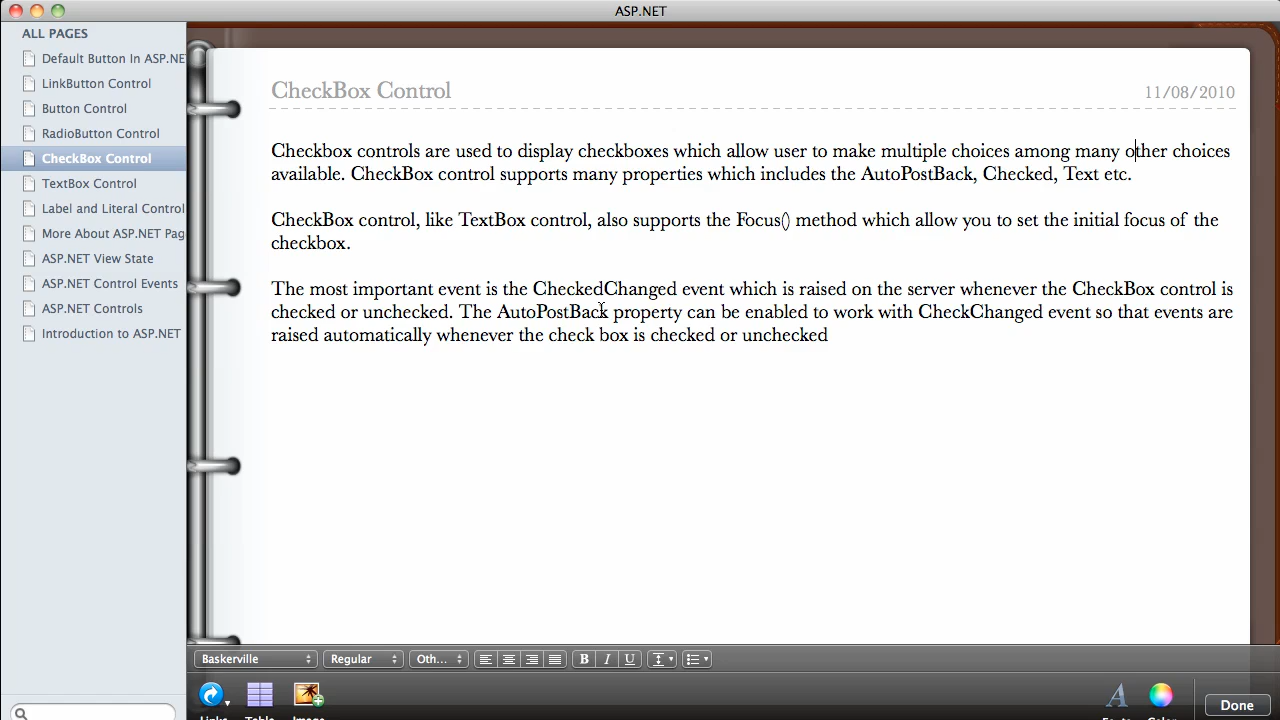 ASP.NET
ALL PAGES
Default Button In ASP.NE
LinkButton Control
Button Control
RadioButton Control
CheckBox Control
TextBox Control
Label and Literal Control
More About ASP.NET Pag
ASP.NET View State
ASP.NET Control Events
ASP.NET Controls
Introduction to ASP.NET
CheckBox Control
11/08/2010
Checkbox controls are used to display checkboxes which allow user to make multiple choices among many other choices
available. CheckBox control supports many properties which includes the AutoPostBack, Checked, Text etc.
CheckBox control, like TextBox control, also supports the Focus() method which allow you to set the initial focus of the
checkbox.
The most important event is the CheckedChanged event which is raised on the server whenever the CheckBox control is
checked or unchecked. The AutoPostBack property can be enabled to work with CheckChanged event so that events are
raised automatically whenever the check box is checked or unchecked
Baskerville
Regular
Oth...
B I U
Links
Table
Image
Fonts
Color
Done